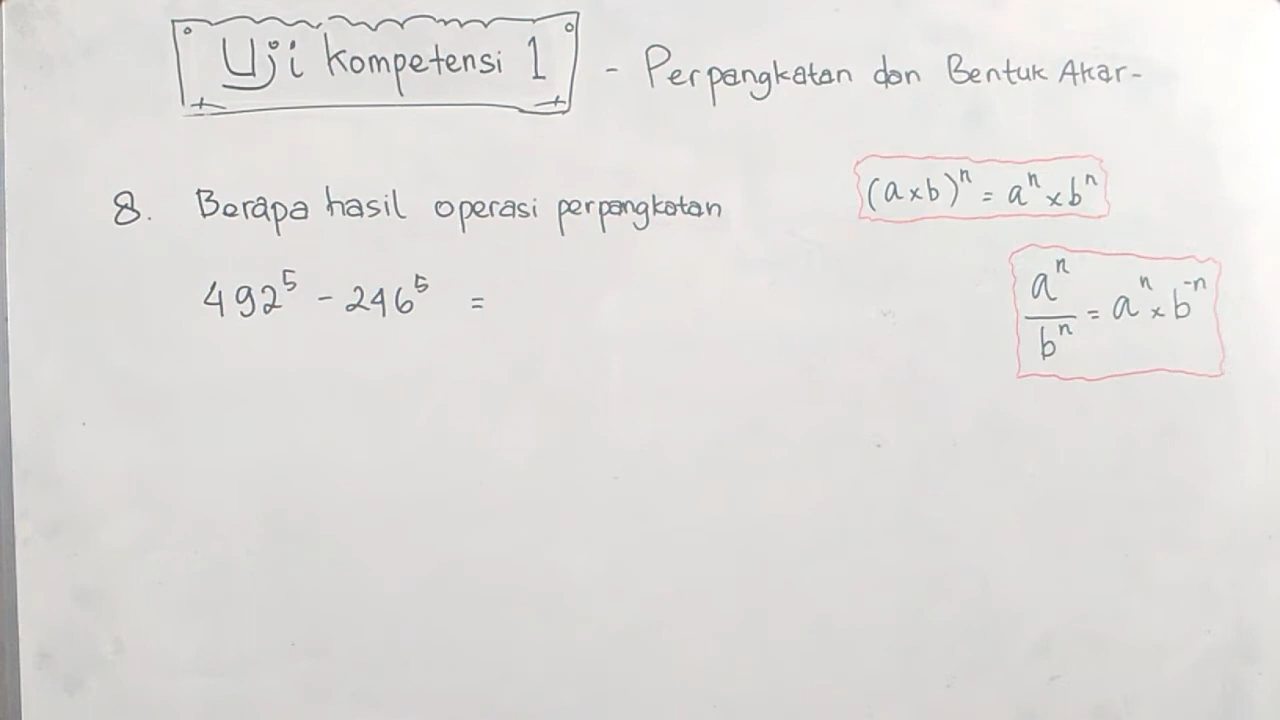 Uji Kompetensi 1 - Perpangkatan dan Bentuk Akar-
8. Berapa hasil operasi perpangkatan
(a×b)ⁿ = aⁿ × bⁿ
492⁵ - 246⁵ =
aⁿ/bⁿ = aⁿ × b⁻ⁿ